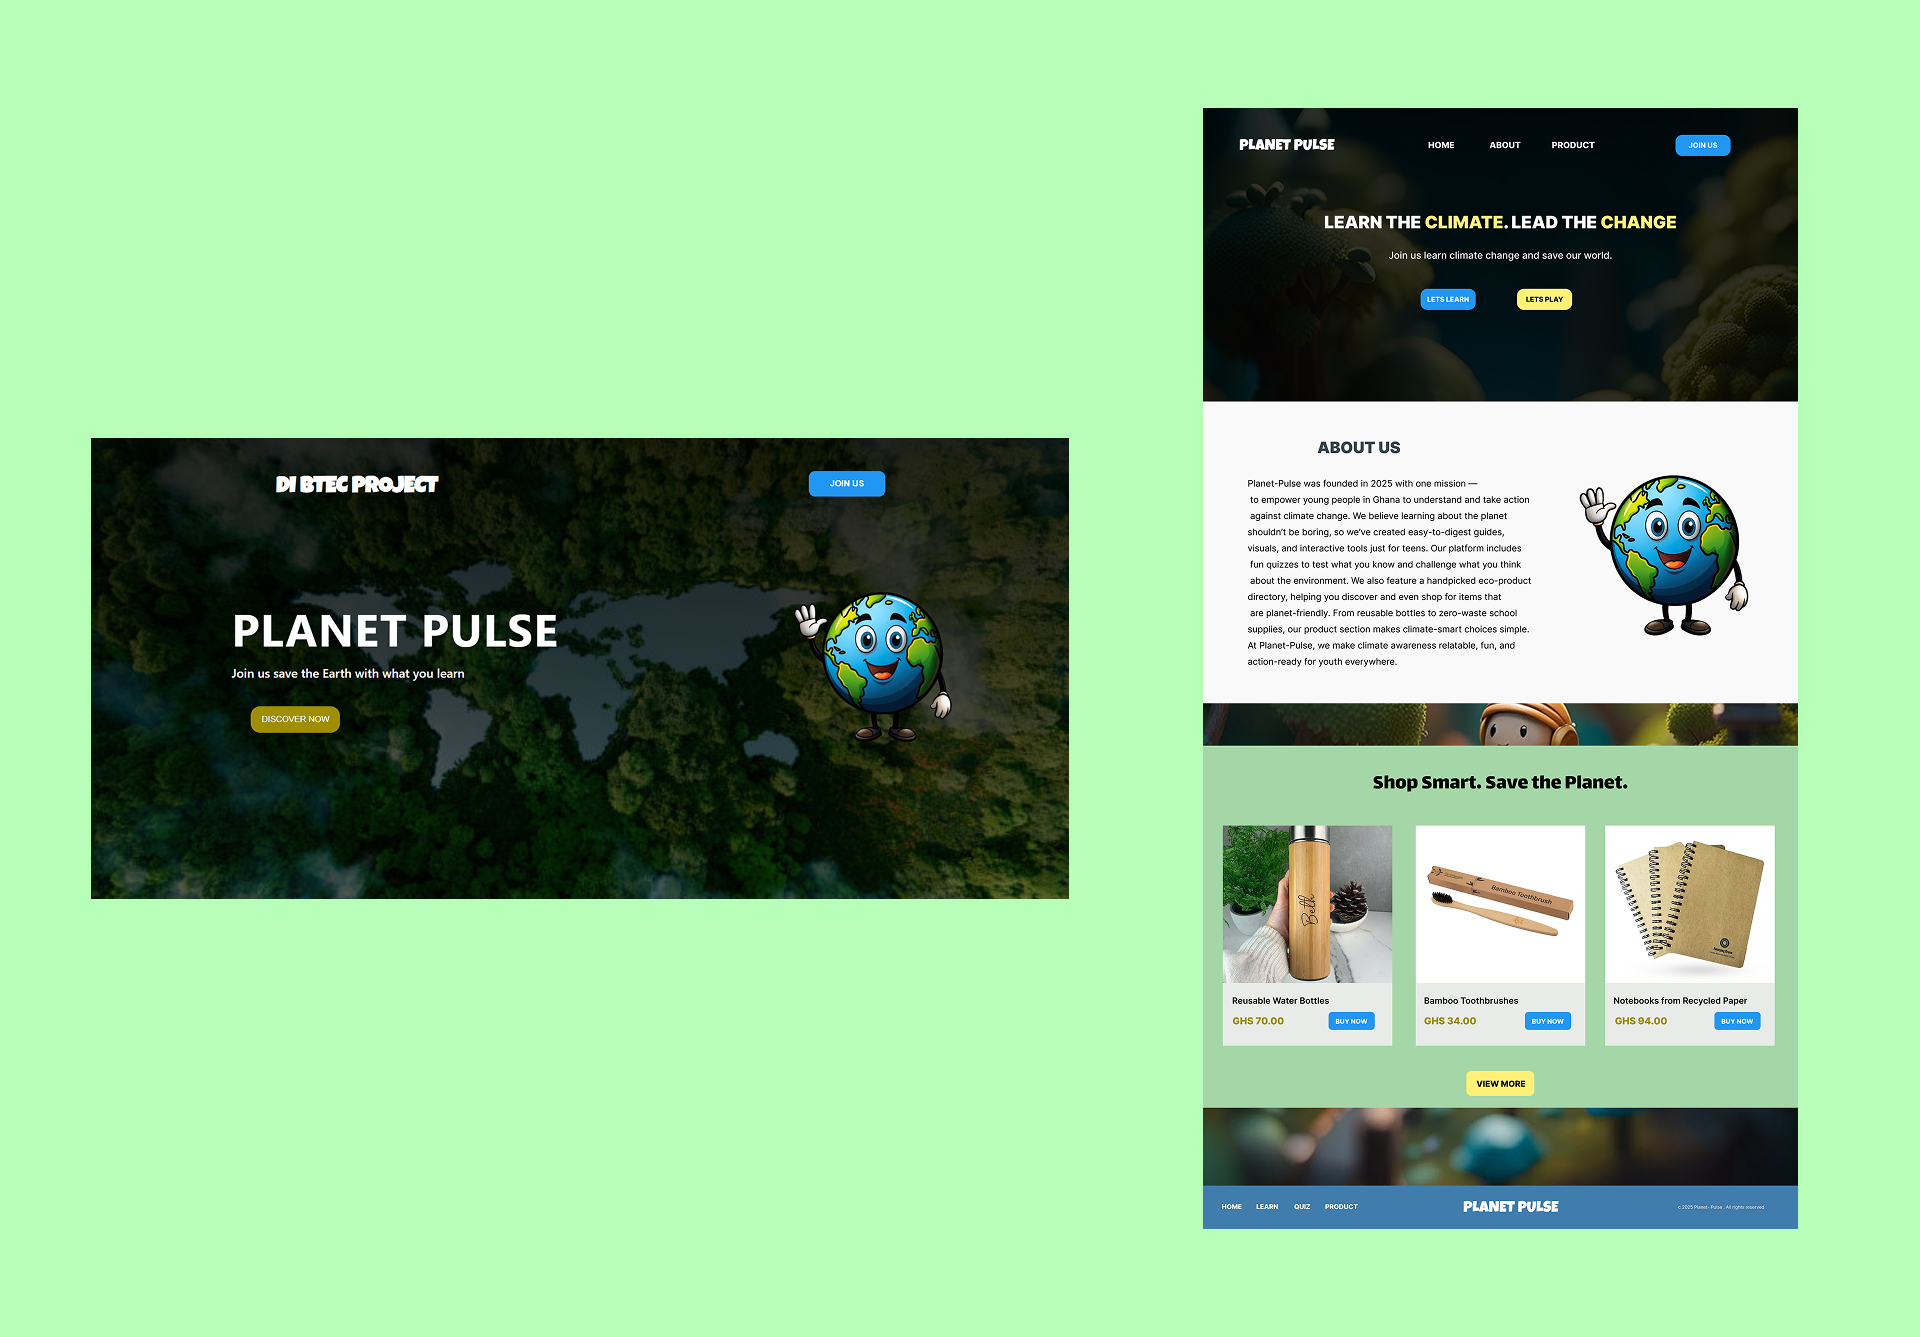 DI BTEC PROJECT
JOIN US
PLANET PULSE
Join us save the Earth with what you learn
DISCOVER NOW
PLANET PULSE
HOME ABOUT PRODUCT
JOIN US
LEARN THE CLIMATE. LEAD THE CHANGE
Join us learn climate change and save our world.
LETS LEARN
LETS PLAY
ABOUT US
Planet-Pulse was founded in 2025 with one mission —
to empower young people in Ghana to understand and take action
against climate change. We believe learning about the planet
shouldn't be boring, so we've created easy-to-digest guides,
visuals, and interactive tools just for teens. Our platform includes
fun quizzes to test what you know and challenge what you think
about the environment. We also feature a handpicked eco-product
directory, helping you discover and even shop for items that
are planet-friendly. From reusable bottles to zero-waste school
supplies, our product section makes climate-smart choices simple.
At Planet-Pulse, we make climate awareness relatable, fun, and
action-ready for youth everywhere.
Shop Smart. Save the Planet.
Beth
Bamboo Toothbrush
Reusable Water Bottles
GHS 70.00
BUY NOW
Bamboo Toothbrushes
GHS 34.00
BUY NOW
Notebooks from Recycled Paper
GHS 94.00
BUY NOW
VIEW MORE
HOME LEARN QUIZ PRODUCT
PLANET PULSE
c 2025 Planet- Pulse . All rights reserved